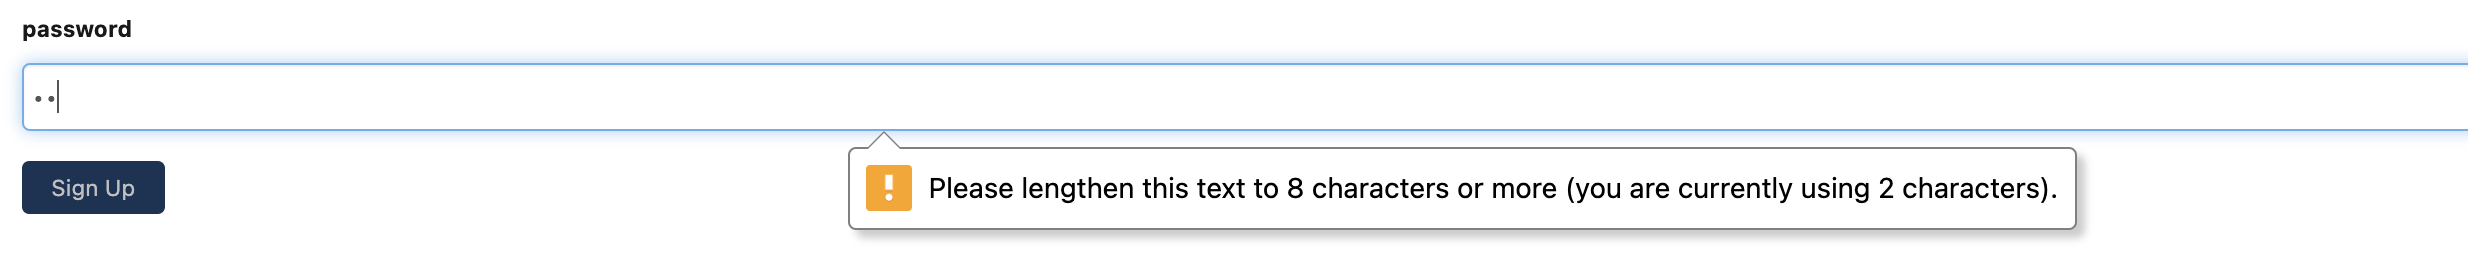 password
••
Sign Up
Please lengthen this text to 8 characters or more (you are currently using 2 characters).